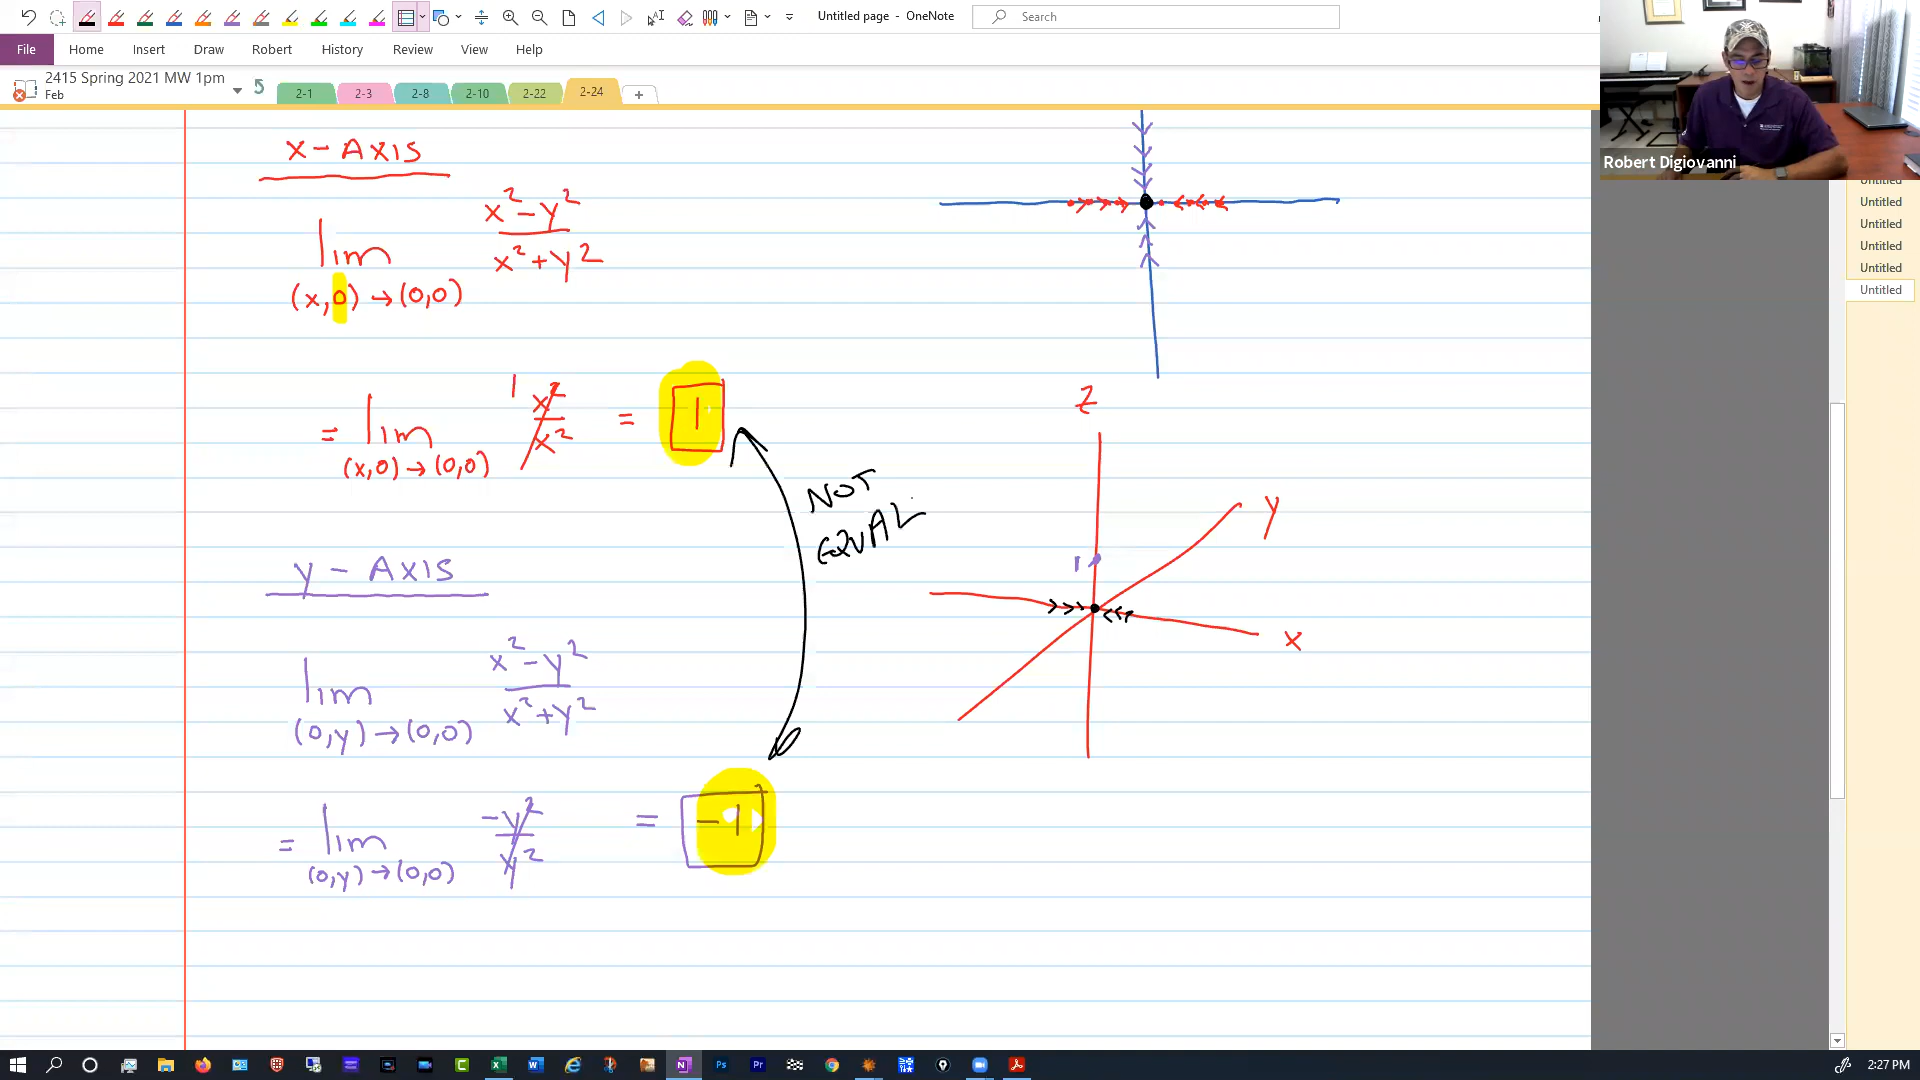 Untitled page - OneNote
Search
File Home Insert Draw Robert History Review View Help
2415 Spring 2021 MW 1pm
Feb
2-1 2-3 2-8 2-10 2-22 2-24 +
Robert Digiovanni
Untitled
Untitled
Untitled
Untitled
Untitled
Untitled
x - AXIS
lim x² - y² / x² + y²
(x,0) → (0,0)
= lim 1 x²/x² = 1
(x,0) → (0,0)
NOT
EQUAL
y - AXIS
lim x² - y² / x² + y²
(0,y) → (0,0)
= lim -y²/y² = -1
(0,y) → (0,0)
z
y
1
x
2:27 PM